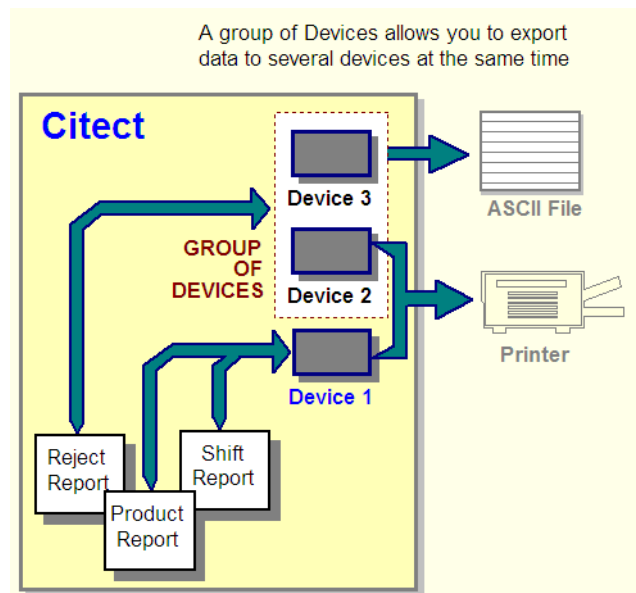 A group of Devices allows you to export
data to several devices at the same time
Citect
Device 3
ASCII File
GROUP
OF
DEVICES
Device 2
Printer
Device 1
Reject
Report
Shift
Report
Product
Report